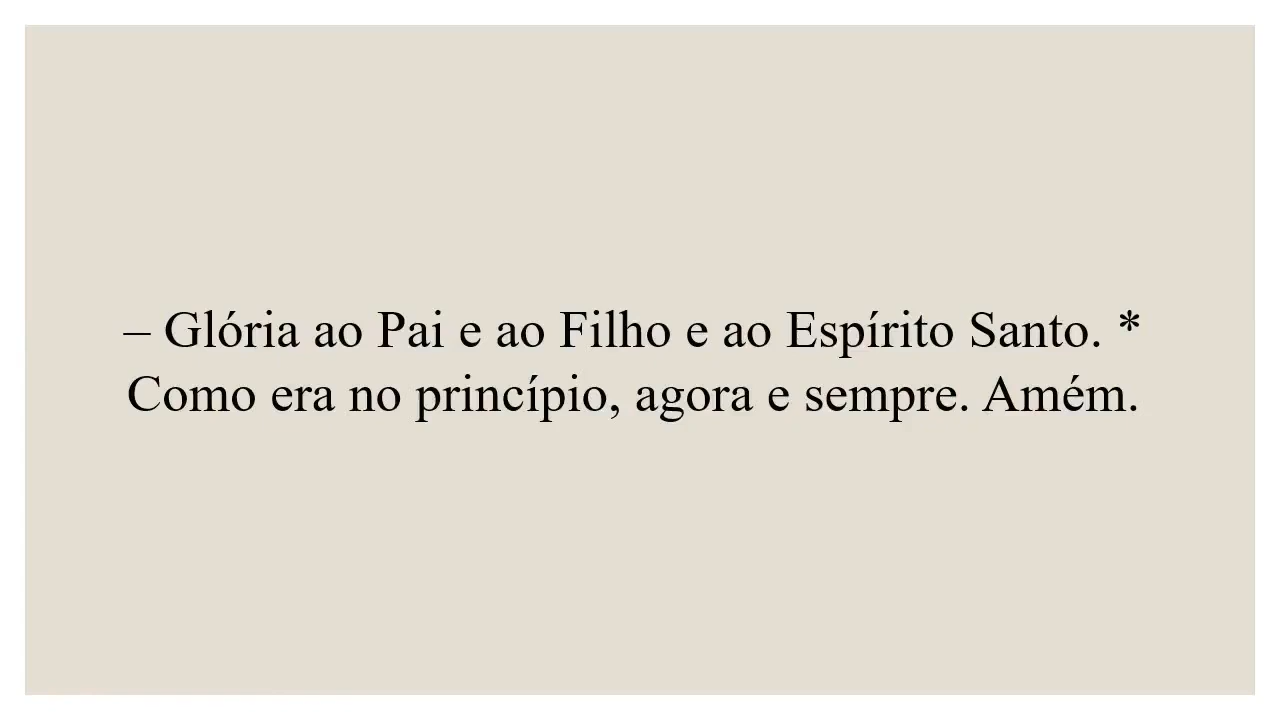 – Glória ao Pai e ao Filho e ao Espírito Santo. *
Como era no princípio, agora e sempre. Amém.